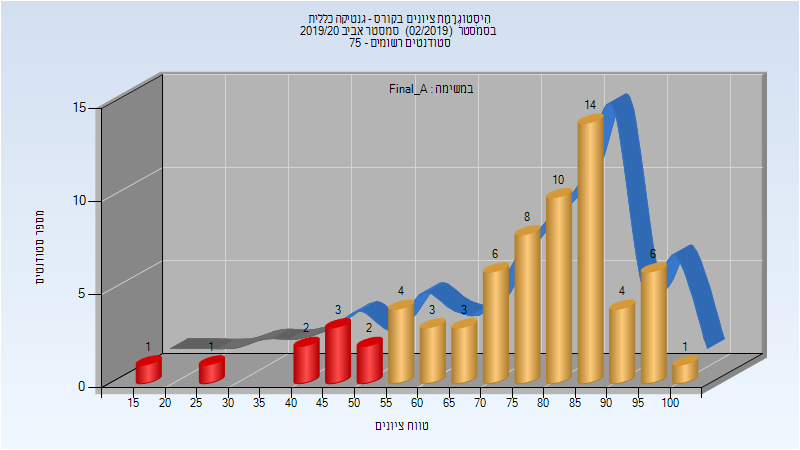 היסטוגרמת ציונים בקורס - גנטיקה כללית
בסמסטר (02/2019) סמסטר אביב 2019/20
סטודנטים רשומים - 75
במשימה : Final_A
מספר סטודנטים
15
10
5
0
1
1
2
3
2
4
3
3
6
8
10
14
4
6
1
15 20 25 30 35 40 45 50 55 60 65 70 75 80 85 90 95 100
טווח ציונים